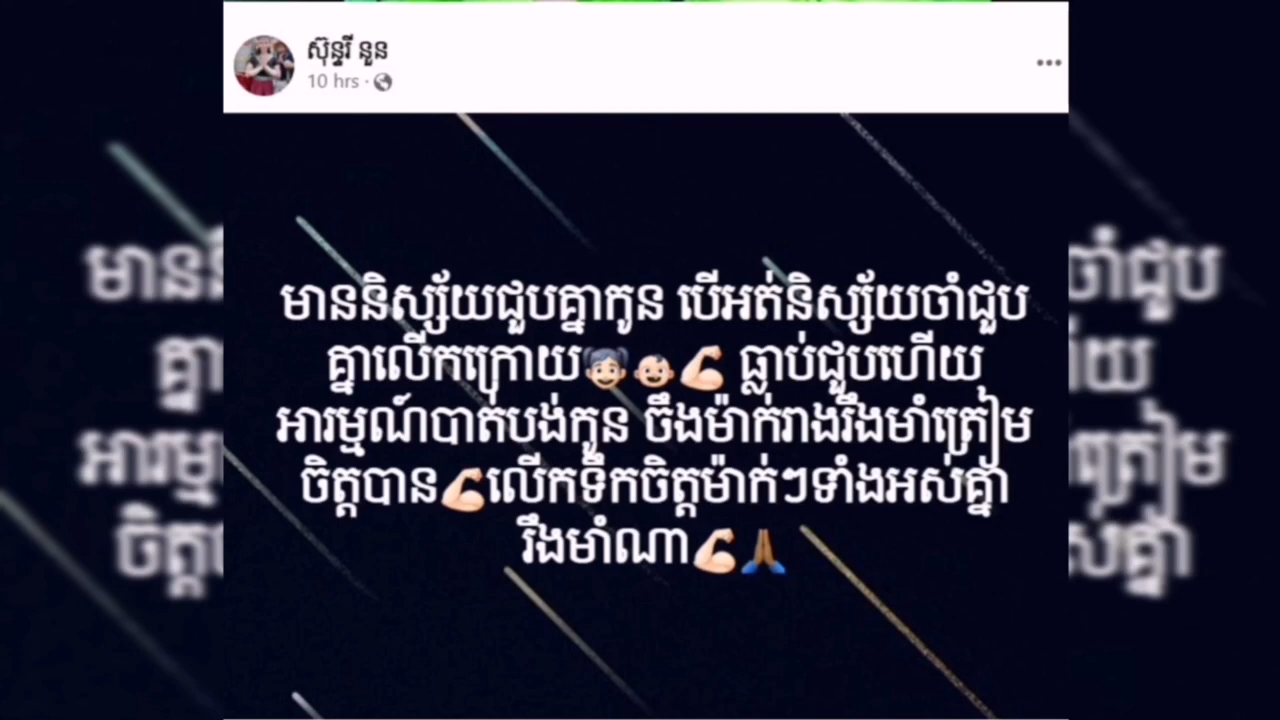 ស៊ុន្ទរី នួន
10 hrs ·
មាននិស្ស័យជួបគ្នាកូន បើអត់និស្ស័យចាំជួប
គ្នាលើកក្រោយ👧🏻👶🏻💪🏻 ធ្លាប់ជួបហើយ
អារម្មណ៍បាត់បង់កូន ចឹងម៉ាក់រាងរឹងមាំត្រៀម
ចិត្តបាន💪🏻លើកទឹកចិត្តម៉ាក់ៗទាំងអស់គ្នា
រឹងមាំណា💪🏻🙏🏾